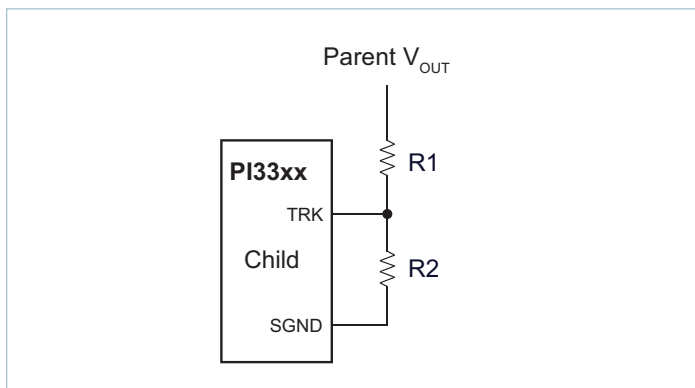 Parent VOUT
R1
PI33xx
TRK
Child
R2
SGND